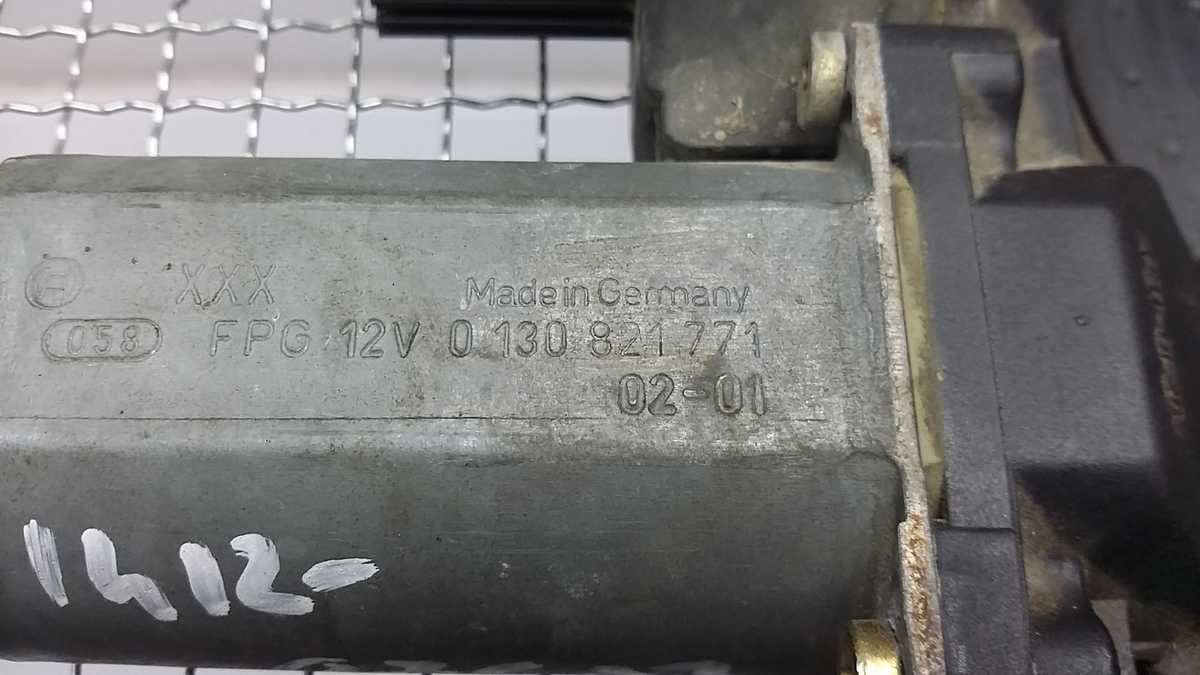 XXX Made in Germany
058 FPG 12V 0 130 821 771
02-01
1412-